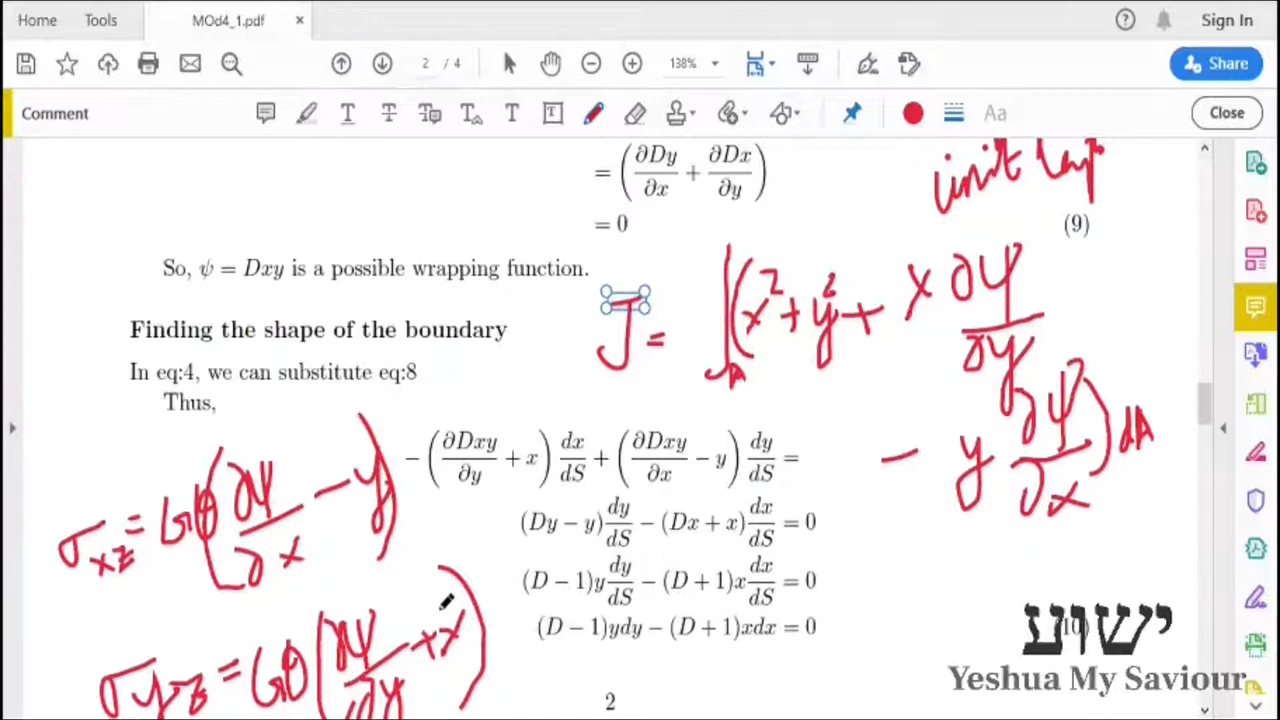 Home Tools MOd4_1.pdf × Sign In
2 / 4 138% Share
Comment Aa Close
= (∂Dy/∂x + ∂Dx/∂y)
= 0 (9)
unit
So, ψ = Dxy is a possible wrapping function.
J = ∫_A (x² + y² + x ∂ψ/∂y
− y ∂ψ/∂x) dA
Finding the shape of the boundary
In eq:4, we can substitute eq:8
Thus,
− (∂Dxy/∂y + x) dx/dS + (∂Dxy/∂x − y) dy/dS =
(Dy − y) dy/dS − (Dx + x) dx/dS = 0
(D − 1)y dy/dS − (D + 1)x dx/dS = 0
(D − 1)ydy − (D + 1)xdx = 0
σxz = Gθ (∂ψ/∂x − y)
σyz = Gθ (∂ψ/∂y + x)
ישוע
Yeshua My Saviour
2